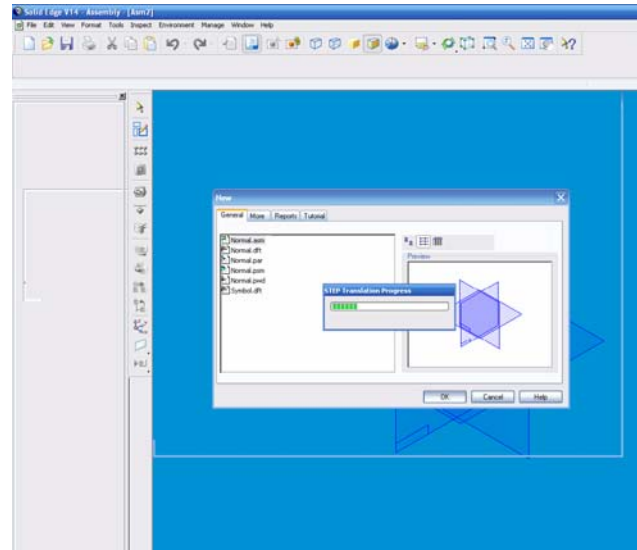 Solid Edge V14 - Assembly - [Asm2]
File Edit View Format Tools Inspect Environment Manage Window Help
New
General More Reports Tutorial
Normal.asm
Normal.dft
Normal.par
Normal.psm
Normal.pwd
Symbol.dft
Preview
STEP Translation Progress
OK Cancel Help